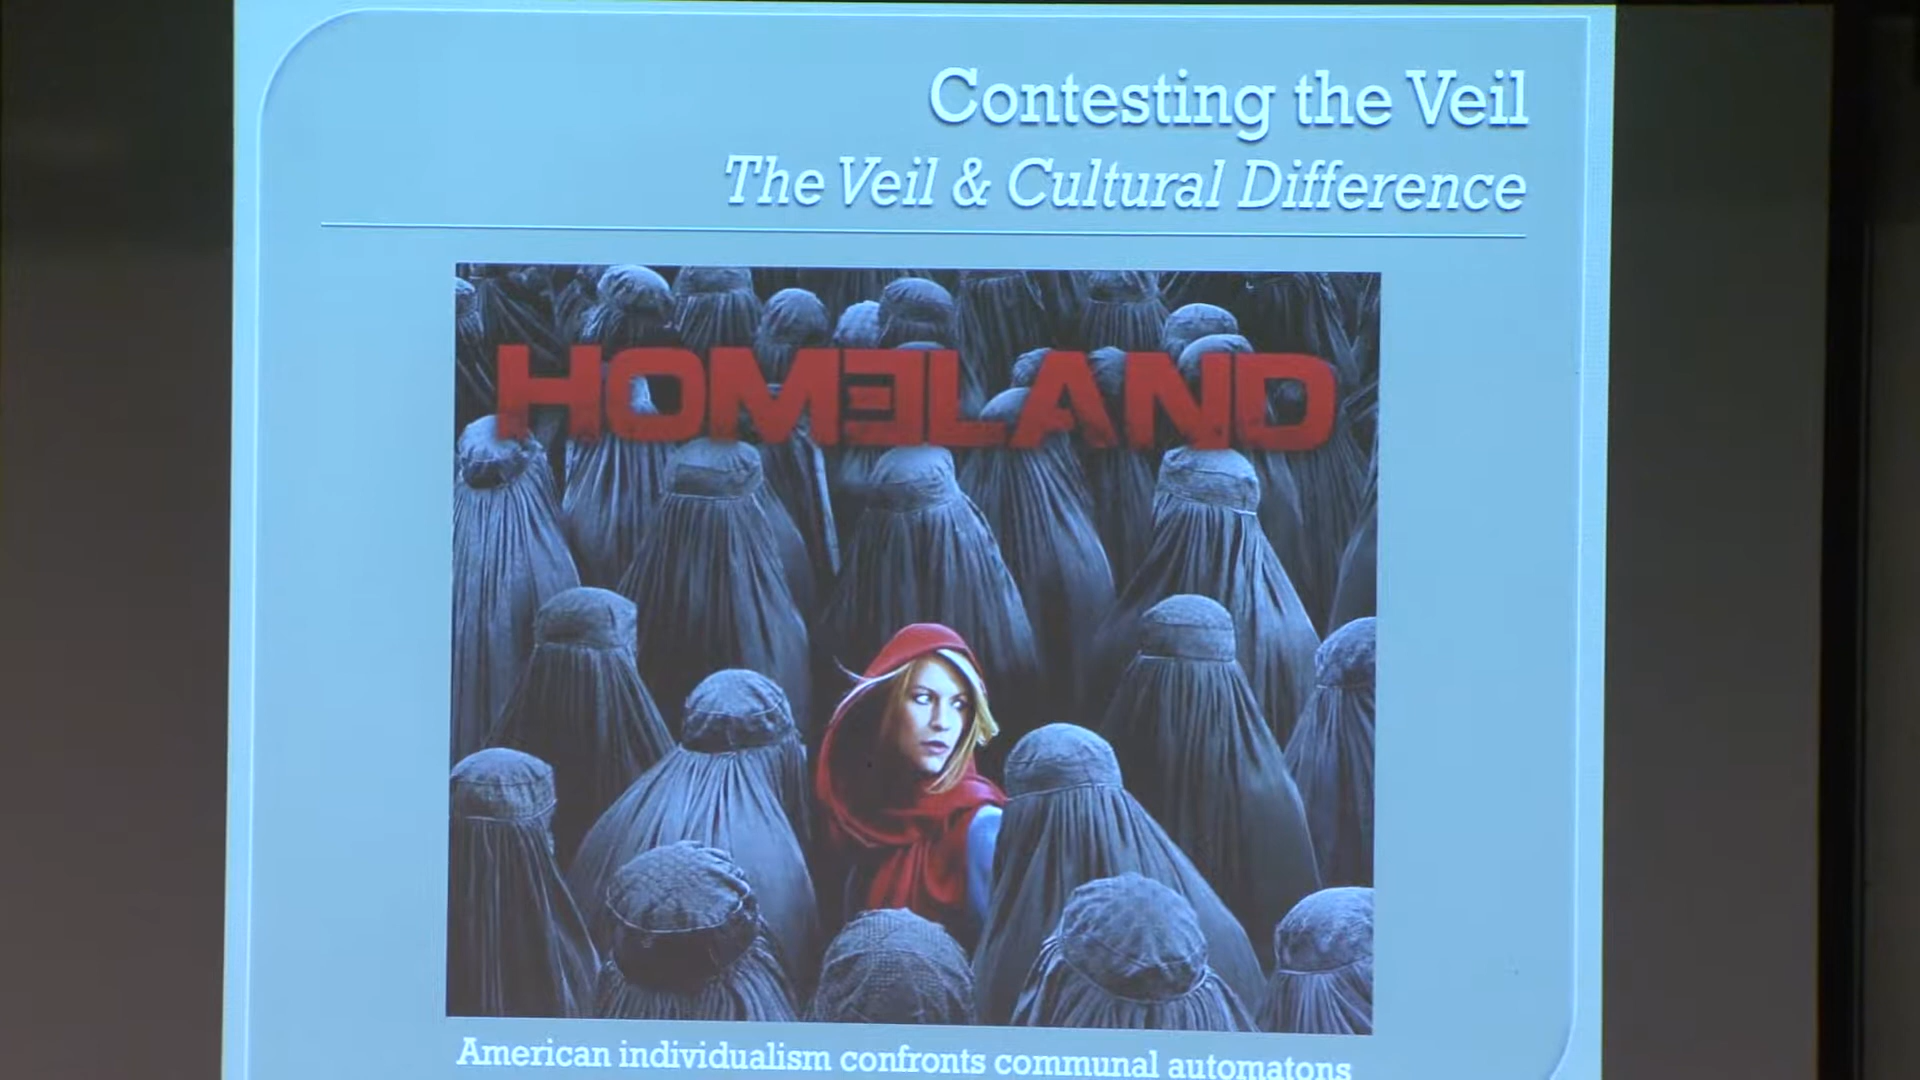 Contesting the Veil
The Veil & Cultural Difference
HOMELAND
American individualism confronts communal automatons